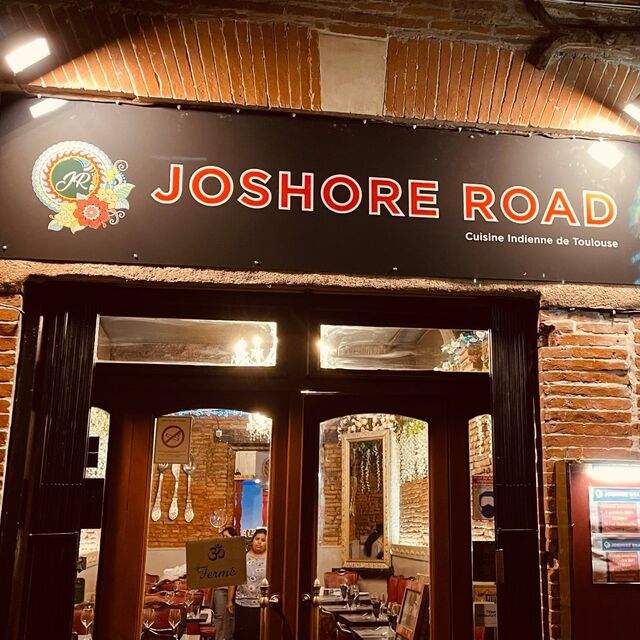 JR
JOSHORE ROAD
Cuisine Indienne de Toulouse
ॐ
Fermé